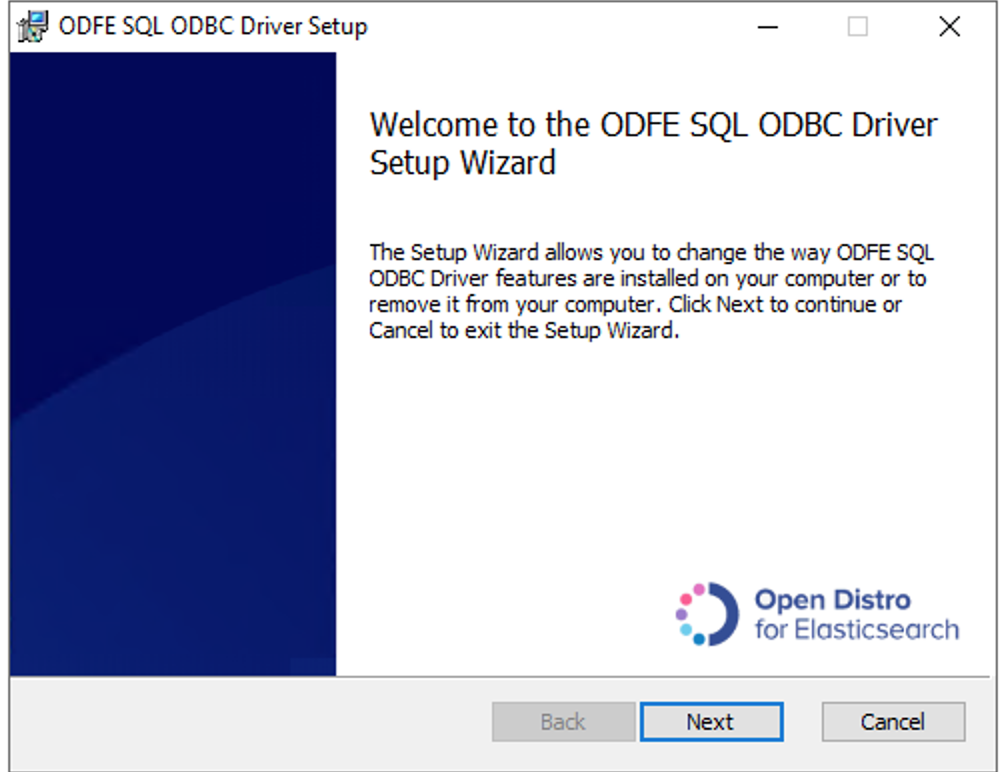 ODFE SQL ODBC Driver Setup
Welcome to the ODFE SQL ODBC Driver
Setup Wizard
The Setup Wizard allows you to change the way ODFE SQL
ODBC Driver features are installed on your computer or to
remove it from your computer. Click Next to continue or
Cancel to exit the Setup Wizard.
Open Distro
for Elasticsearch
Back
Next
Cancel